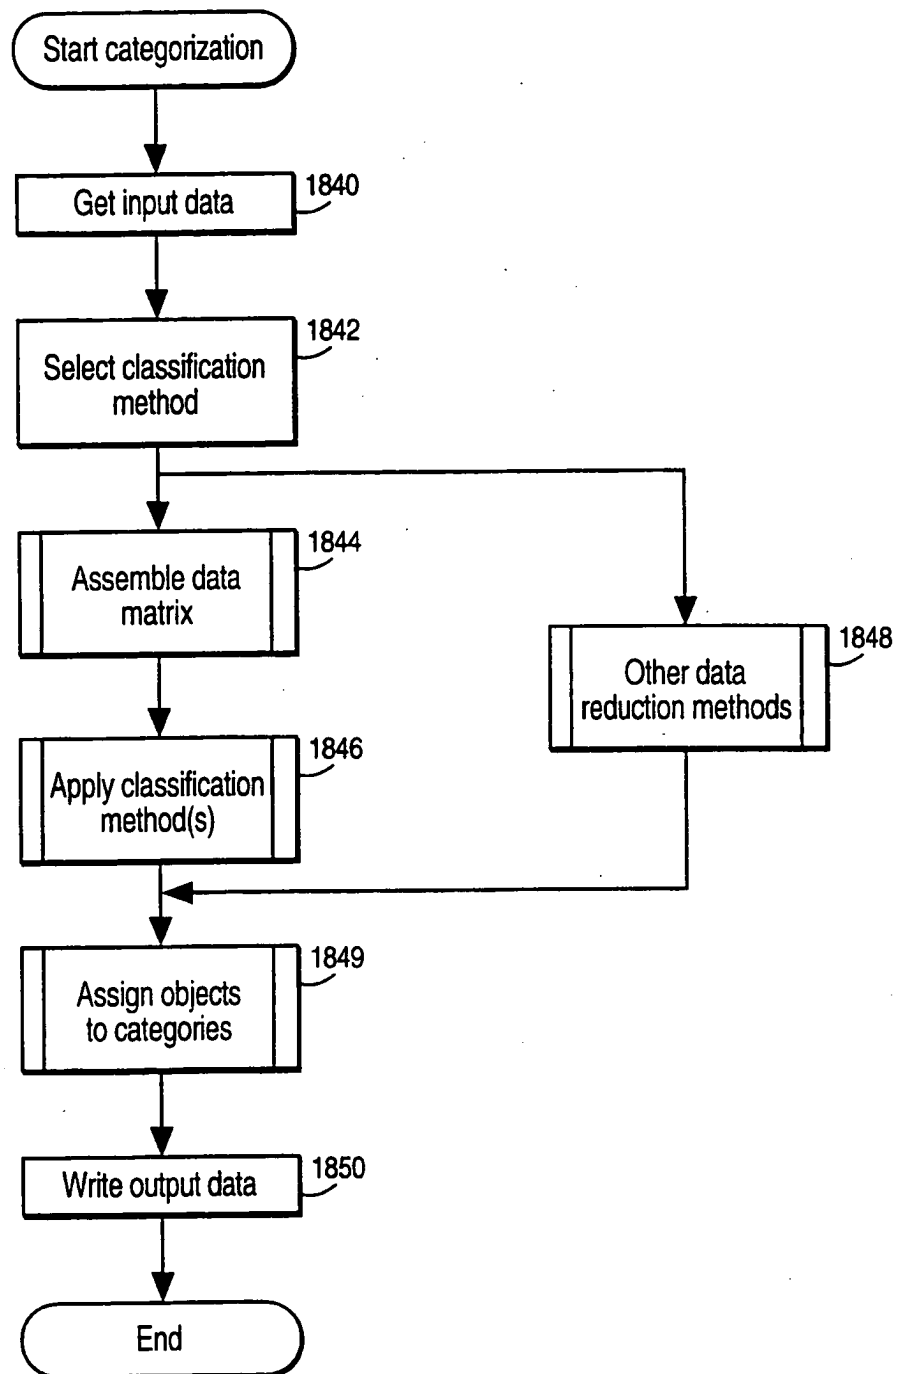 Start categorization
Get input data
1840
Select classification
method
1842
Assemble data
matrix
1844
Other data
reduction methods
1848
Apply classification
method(s)
1846
Assign objects
to categories
1849
Write output data
1850
End